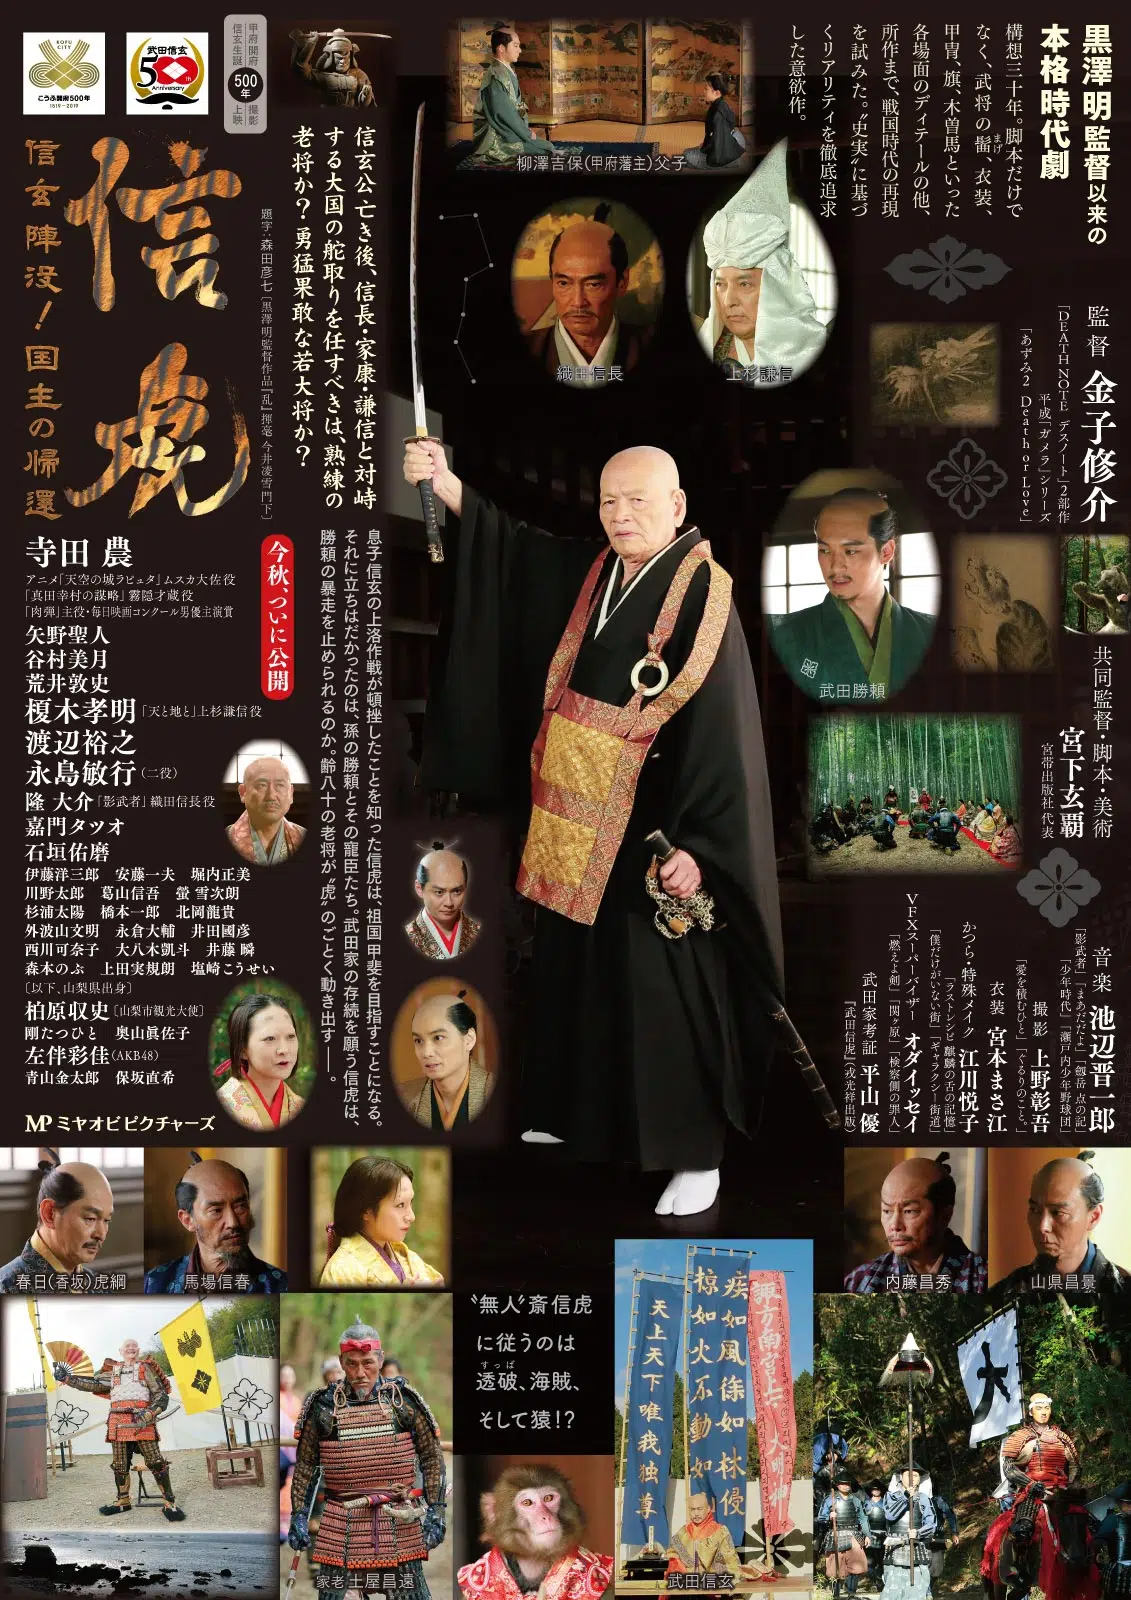 黒澤明監督以来の
本格時代劇
構想三十年。脚本だけで
なく、武将の髷、衣装、
まげ
甲冑、旗、木曽馬といった
各場面のディテールの他、
所作まで、戦国時代の再現
を試みた。〝史実〟に基づ
くリアリティを徹底追求
した意欲作。
KOFU CITY
こうふ開府500年
1519-2019
武田信玄
500th
Anniversary
甲府開府
信玄生誕
500年
撮影
上映
信虎
信玄陣没!国主の帰還
題字:森田彦七〔黒澤明監督作品『乱』揮毫 今井凌雪門下〕
信玄公亡き後、信長・家康・謙信と対峙
する大国の舵取りを任すべきは、熟練の
老将か?勇猛果敢な若大将か?
柳澤吉保(甲府藩主)父子
織田信長
上杉謙信
監督 金子修介
「DEATH NOTE デスノート」2部作
平成「ガメラ」シリーズ
「あずみ2 Death or Love」
武田勝頼
共同監督・脚本・美術
宮下玄覇
宮帯出版社代表
今秋、ついに公開
息子信玄の上洛作戦が頓挫したことを知った信虎は、祖国甲斐を目指すことになる。
それに立ちはだかったのは、孫の勝頼とその寵臣たち。武田家の存続を願う信虎は、
勝頼の暴走を止められるのか。齢八十の老将が〝虎〟のごとく動き出す――。
寺田 農
アニメ「天空の城ラピュタ」ムスカ大佐役
「真田幸村の謀略」霧隠才蔵役
「肉弾」主役・毎日映画コンクール男優主演賞
矢野聖人
谷村美月
荒井敦史
榎木孝明「天と地と」上杉謙信役
渡辺裕之
永島敏行(二役)
隆 大介「影武者」織田信長役
嘉門タツオ
石垣佑磨
伊藤洋三郎 安藤一夫 堀内正美
川野太郎 葛山信吾 螢 雪次朗
杉浦太陽 橋本一郎 北岡龍貴
外波山文明 永倉大輔 井田國彦
西川可奈子 大八木凱斗 井藤 瞬
森本のぶ 上田実規朗 塩崎こうせい
〔以下、山梨県出身〕
柏原収史〔山梨市観光大使〕
剛たつひと 奥山眞佐子
左伴彩佳(AKB48)
青山金太郎 保坂直希
MP ミヤオビピクチャーズ
音楽 池辺晋一郎
「影武者」「まあだだよ」「劔岳 点の記」
「少年時代」「瀬戸内少年野球団」
撮影 上野彰吾
「愛を積むひと」「ぐるりのこと。」
衣装 宮本まさ江
かつら・特殊メイク 江川悦子
「ラストレシピ 麒麟の舌の記憶」
「僕だけがいない街」「ギャラクシー街道」
VFXスーパーバイザー オダイッセイ
「燃えよ剣」「関ヶ原」「検察側の罪人」
武田家考証 平山 優
『武田信虎』(戎光祥出版)
春日(香坂)虎綱
馬場信春
内藤昌秀
山県昌景
〝無人〟斎信虎
に従うのは
すっぱ
透破、海賊、
そして猿!?
家老 土屋昌遠
天上天下唯我独尊
疾如風徐如林侵
掠如火不動如
諏方南宮上
大明神
武田信玄
大